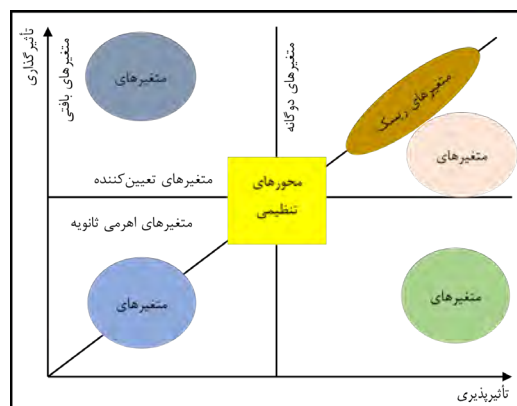 تأثیرگذاری
متغیرهای بافتی
متغیرهای
متغیرهای دوگانه
متغیرهای ریسک
متغیرهای
متغیرهای تعیین‌کننده
محورهای
تنظیمی
متغیرهای اهرمی ثانویه
متغیرهای
متغیرهای
تأثیرپذیری